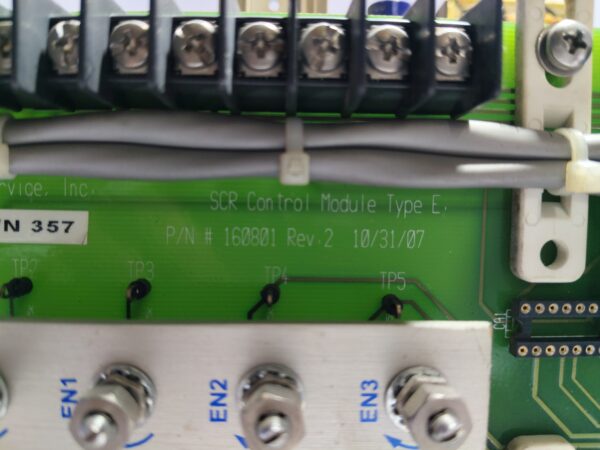 rvice, Inc.
SCR Control Module Type E.
/N 357
P/N # 160801 Rev.2 10/31/07
TP2 TP3 TP4 TP5
CA1
EN1 EN2 EN3